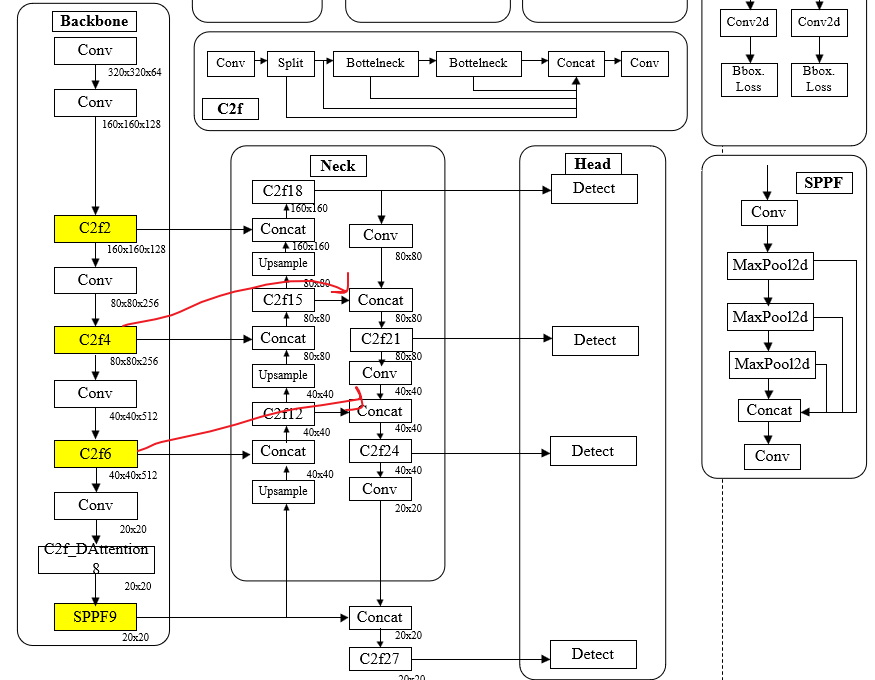 Backbone
Conv
320x320x64
Conv
160x160x128
C2f2
160x160x128
Conv
80x80x256
C2f4
80x80x256
Conv
40x40x512
C2f6
40x40x512
Conv
20x20
C2f_DAttention
8
20x20
SPPF9
20x20
Conv
Split
Bottelneck
Bottelneck
Concat
Conv
C2f
Neck
C2f18
160x160
Concat
160x160
Upsample
80x80
C2f15
80x80
Concat
80x80
Upsample
40x40
C2f12
40x40
Concat
40x40
Upsample
Conv
80x80
Concat
80x80
C2f21
80x80
Conv
40x40
Concat
40x40
C2f24
40x40
Conv
20x20
Concat
20x20
C2f27
20x20
Head
Detect
Detect
Detect
Detect
Conv2d
Conv2d
Bbox.
Loss
Bbox.
Loss
SPPF
Conv
MaxPool2d
MaxPool2d
MaxPool2d
Concat
Conv